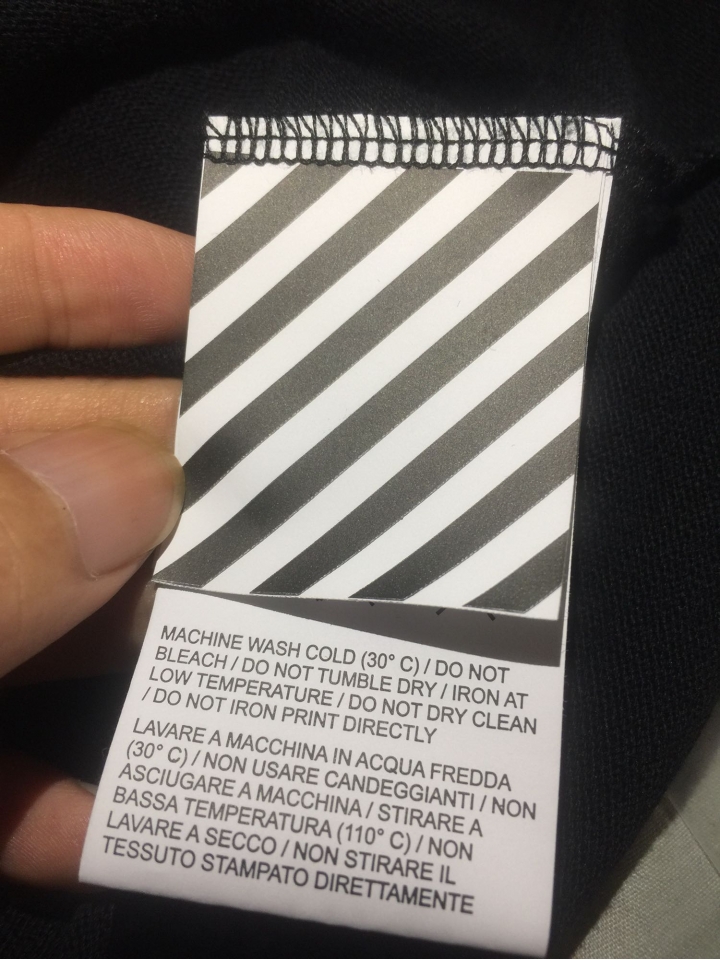 MACHINE WASH COLD (30° C) / DO NOT
BLEACH / DO NOT TUMBLE DRY / IRON AT
LOW TEMPERATURE / DO NOT DRY CLEAN
/ DO NOT IRON PRINT DIRECTLY
LAVARE A MACCHINA IN ACQUA FREDDA
(30° C) / NON USARE CANDEGGIANTI / NON
ASCIUGARE A MACCHINA / STIRARE A
BASSA TEMPERATURA (110° C) / NON
LAVARE A SECCO / NON STIRARE IL
TESSUTO STAMPATO DIRETTAMENTE